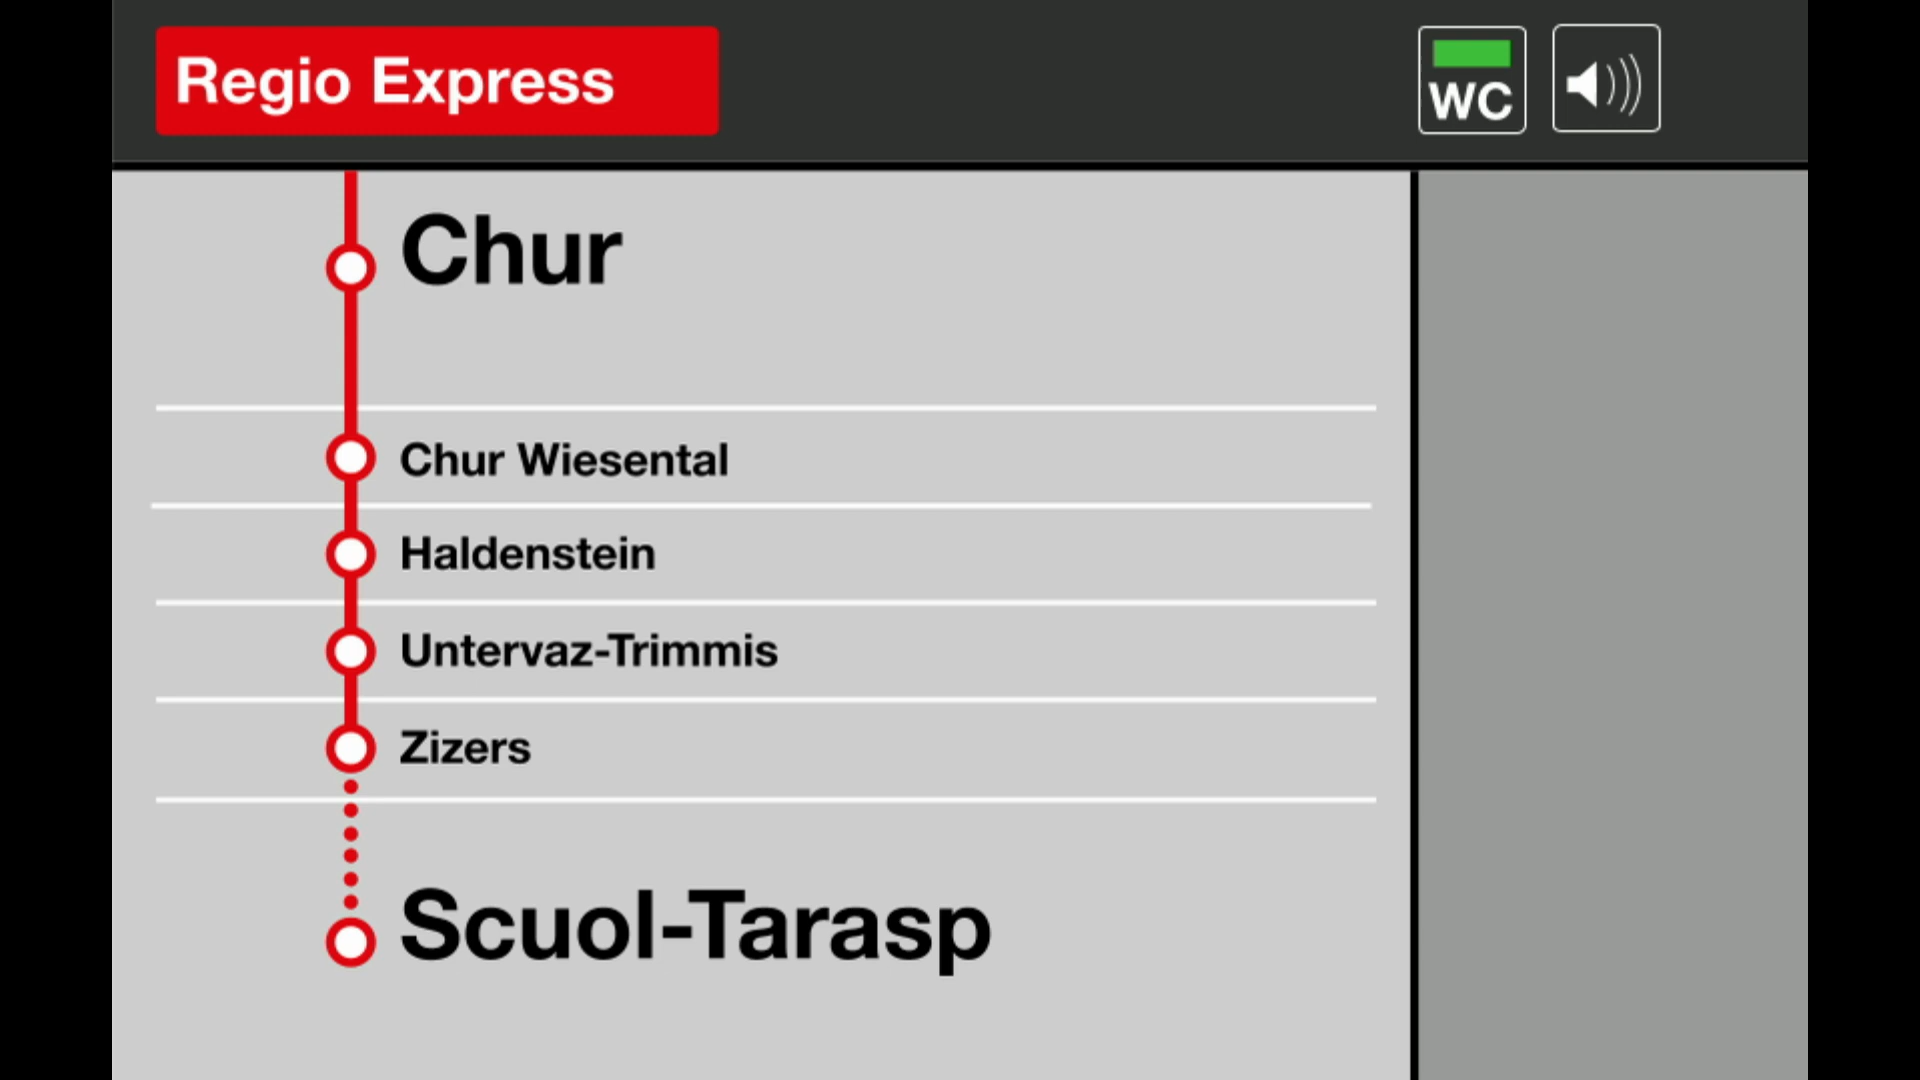 Regio Express
WC
Chur
Chur Wiesental
Haldenstein
Untervaz-Trimmis
Zizers
Scuol-Tarasp